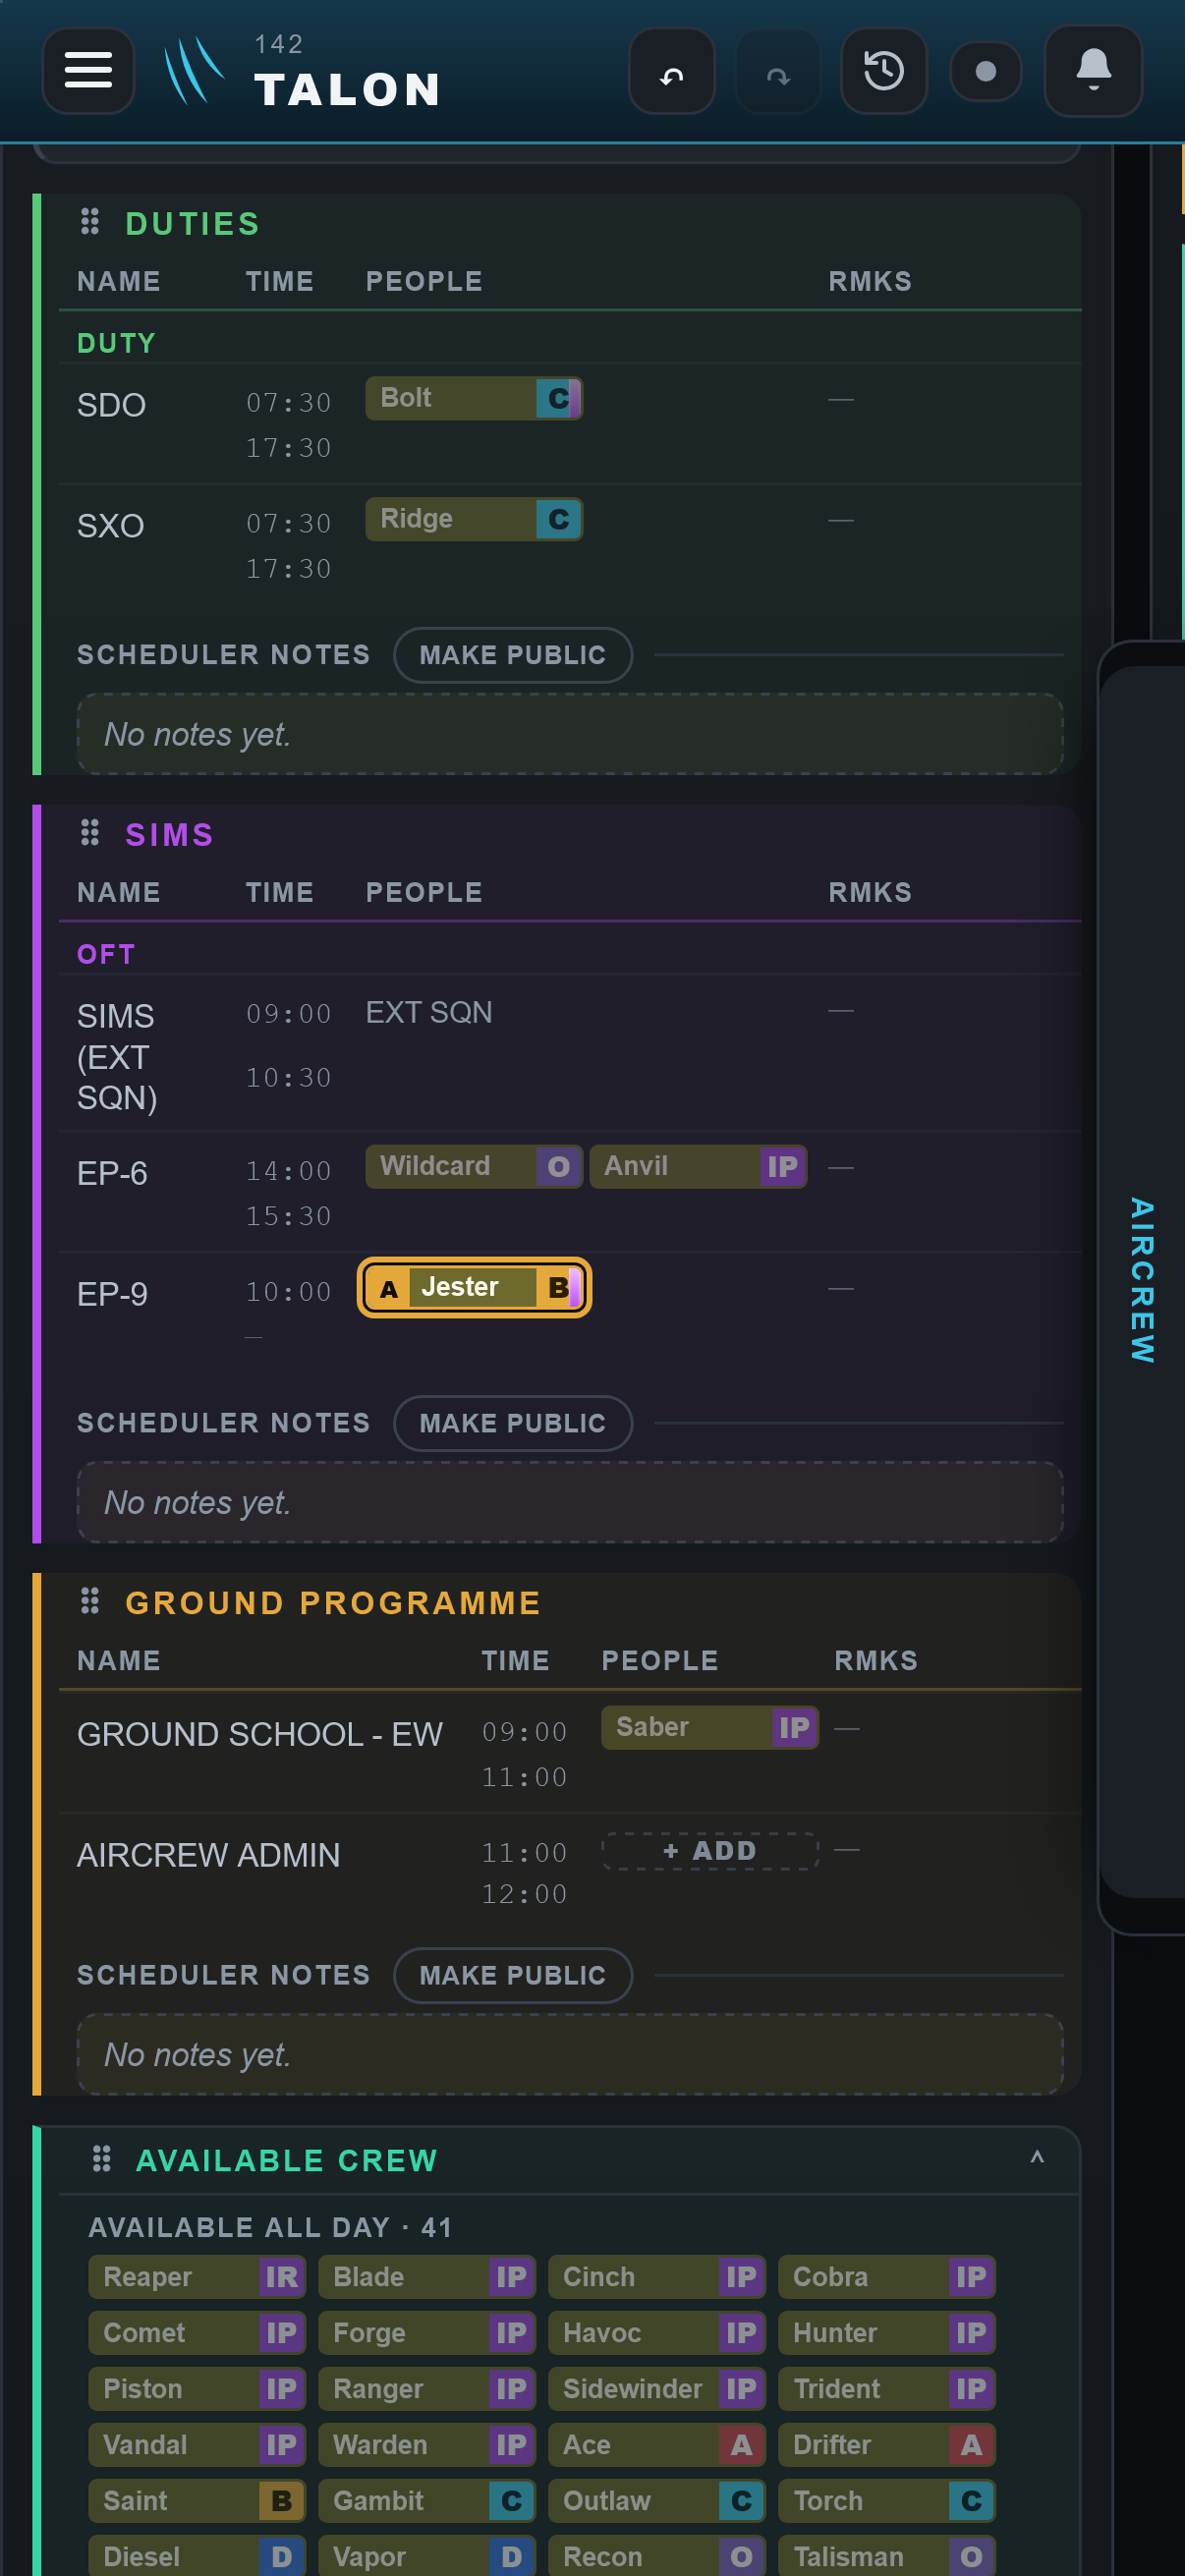 142
TALON
DUTIES
NAME TIME PEOPLE RMKS
DUTY
SDO 07:30 Bolt C —
17:30
SXO 07:30 Ridge C —
17:30
SCHEDULER NOTES MAKE PUBLIC
No notes yet.
SIMS
NAME TIME PEOPLE RMKS
OFT
SIMS 09:00 EXT SQN —
(EXT
SQN) 10:30
EP-6 14:00 Wildcard O Anvil IP —
15:30
EP-9 10:00 A Jester B —
—
SCHEDULER NOTES MAKE PUBLIC
No notes yet.
AIRCREW
GROUND PROGRAMME
NAME TIME PEOPLE RMKS
GROUND SCHOOL - EW 09:00 Saber IP —
11:00
AIRCREW ADMIN 11:00 + ADD —
12:00
SCHEDULER NOTES MAKE PUBLIC
No notes yet.
AVAILABLE CREW
AVAILABLE ALL DAY · 41
Reaper IR Blade IP Cinch IP Cobra IP
Comet IP Forge IP Havoc IP Hunter IP
Piston IP Ranger IP Sidewinder IP Trident IP
Vandal IP Warden IP Ace A Drifter A
Saint B Gambit C Outlaw C Torch C
Diesel D Vapor D Recon O Talisman O